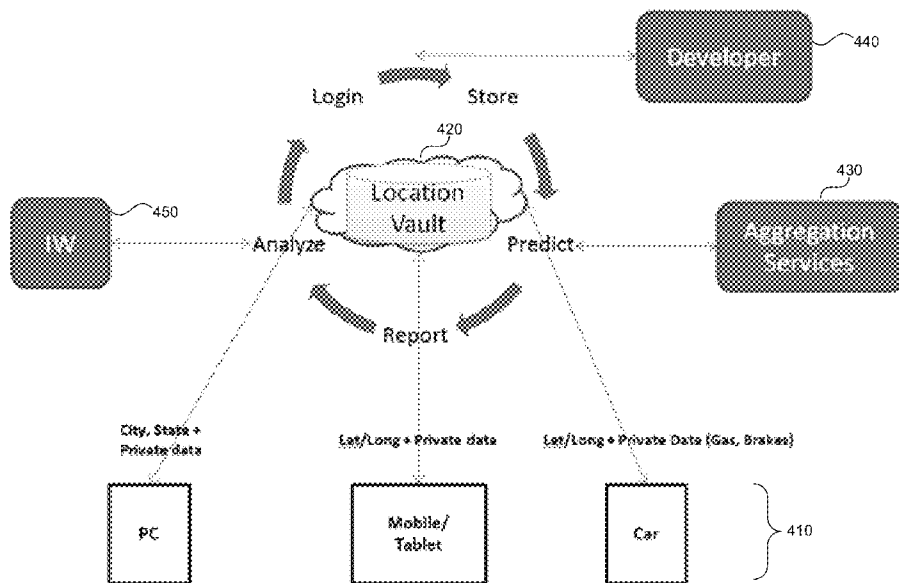 440
Developer
Login
Store
420
430
450
Location
Vault
IW
Analyze
Predict
Aggregation
Services
Report
City, State +
Private data
Lat/Long + Private data
Lat/Long + Private Date (Gas, Brakes)
PC
Mobile/
Tablet
Car
410